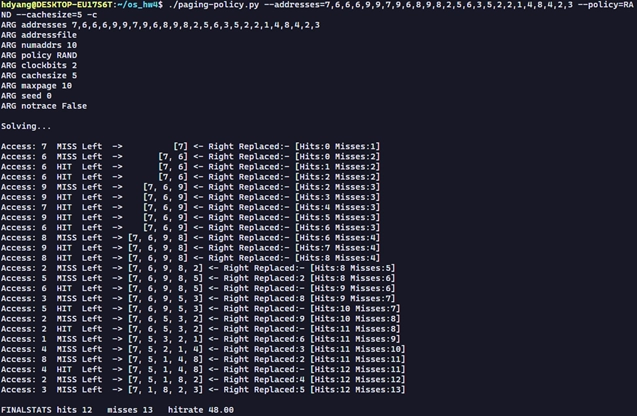 hdyang@DESKTOP-EU17S6T:~/os_hw4$ ./paging-policy.py --addresses=7,6,6,6,9,9,7,9,6,8,9,8,2,5,6,3,5,2,2,1,4,8,4,2,3 --policy=RA
ND --cachesize=5 -c
ARG addresses 7,6,6,6,9,9,7,9,6,8,9,8,2,5,6,3,5,2,2,1,4,8,4,2,3
ARG addressfile
ARG numaddrs 10
ARG policy RAND
ARG clockbits 2
ARG cachesize 5
ARG maxpage 10
ARG seed 0
ARG notrace False
Solving...
Access: 7  MISS Left  ->          [7] <- Right Replaced:- [Hits:0 Misses:1]
Access: 6  MISS Left  ->       [7, 6] <- Right Replaced:- [Hits:0 Misses:2]
Access: 6  HIT  Left  ->       [7, 6] <- Right Replaced:- [Hits:1 Misses:2]
Access: 6  HIT  Left  ->       [7, 6] <- Right Replaced:- [Hits:2 Misses:2]
Access: 9  MISS Left  ->    [7, 6, 9] <- Right Replaced:- [Hits:2 Misses:3]
Access: 9  HIT  Left  ->    [7, 6, 9] <- Right Replaced:- [Hits:3 Misses:3]
Access: 7  HIT  Left  ->    [7, 6, 9] <- Right Replaced:- [Hits:4 Misses:3]
Access: 9  HIT  Left  ->    [7, 6, 9] <- Right Replaced:- [Hits:5 Misses:3]
Access: 6  HIT  Left  ->    [7, 6, 9] <- Right Replaced:- [Hits:6 Misses:3]
Access: 8  MISS Left  -> [7, 6, 9, 8] <- Right Replaced:- [Hits:6 Misses:4]
Access: 9  HIT  Left  -> [7, 6, 9, 8] <- Right Replaced:- [Hits:7 Misses:4]
Access: 8  HIT  Left  -> [7, 6, 9, 8] <- Right Replaced:- [Hits:8 Misses:4]
Access: 2  MISS Left  -> [7, 6, 9, 8, 2] <- Right Replaced:- [Hits:8 Misses:5]
Access: 5  MISS Left  -> [7, 6, 9, 8, 5] <- Right Replaced:2 [Hits:8 Misses:6]
Access: 6  HIT  Left  -> [7, 6, 9, 8, 5] <- Right Replaced:- [Hits:9 Misses:6]
Access: 3  MISS Left  -> [7, 6, 9, 5, 3] <- Right Replaced:8 [Hits:9 Misses:7]
Access: 5  HIT  Left  -> [7, 6, 9, 5, 3] <- Right Replaced:- [Hits:10 Misses:7]
Access: 2  MISS Left  -> [7, 6, 5, 3, 2] <- Right Replaced:9 [Hits:10 Misses:8]
Access: 2  HIT  Left  -> [7, 6, 5, 3, 2] <- Right Replaced:- [Hits:11 Misses:8]
Access: 1  MISS Left  -> [7, 5, 3, 2, 1] <- Right Replaced:6 [Hits:11 Misses:9]
Access: 4  MISS Left  -> [7, 5, 2, 1, 4] <- Right Replaced:3 [Hits:11 Misses:10]
Access: 8  MISS Left  -> [7, 5, 1, 4, 8] <- Right Replaced:2 [Hits:11 Misses:11]
Access: 4  HIT  Left  -> [7, 5, 1, 4, 8] <- Right Replaced:- [Hits:12 Misses:11]
Access: 2  MISS Left  -> [7, 5, 1, 8, 2] <- Right Replaced:4 [Hits:12 Misses:12]
Access: 3  MISS Left  -> [7, 1, 8, 2, 3] <- Right Replaced:5 [Hits:12 Misses:13]
FINALSTATS hits 12   misses 13   hitrate 48.00